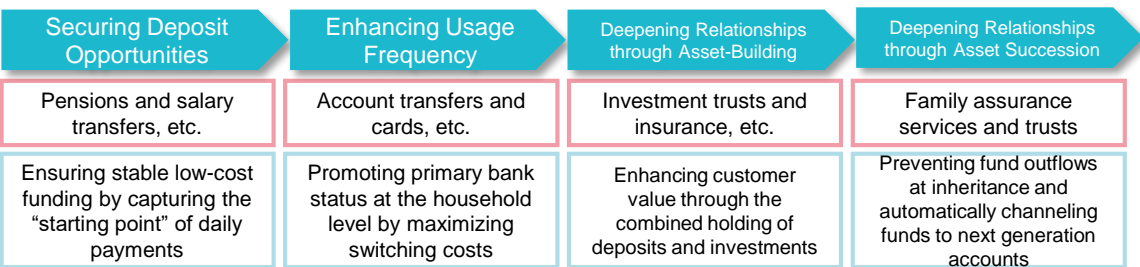 Securing Deposit
Opportunities
Enhancing Usage
Frequency
Deepening Relationships
through Asset-Building
Deepening Relationships
through Asset Succession
Pensions and salary
transfers, etc.
Account transfers and
cards, etc.
Investment trusts and
insurance, etc.
Family assurance
services and trusts
Ensuring stable low-cost
funding by capturing the
“starting point” of daily
payments
Promoting primary bank
status at the household
level by maximizing
switching costs
Enhancing customer
value through the
combined holding of
deposits and investments
Preventing fund outflows
at inheritance and
automatically channeling
funds to next generation
accounts